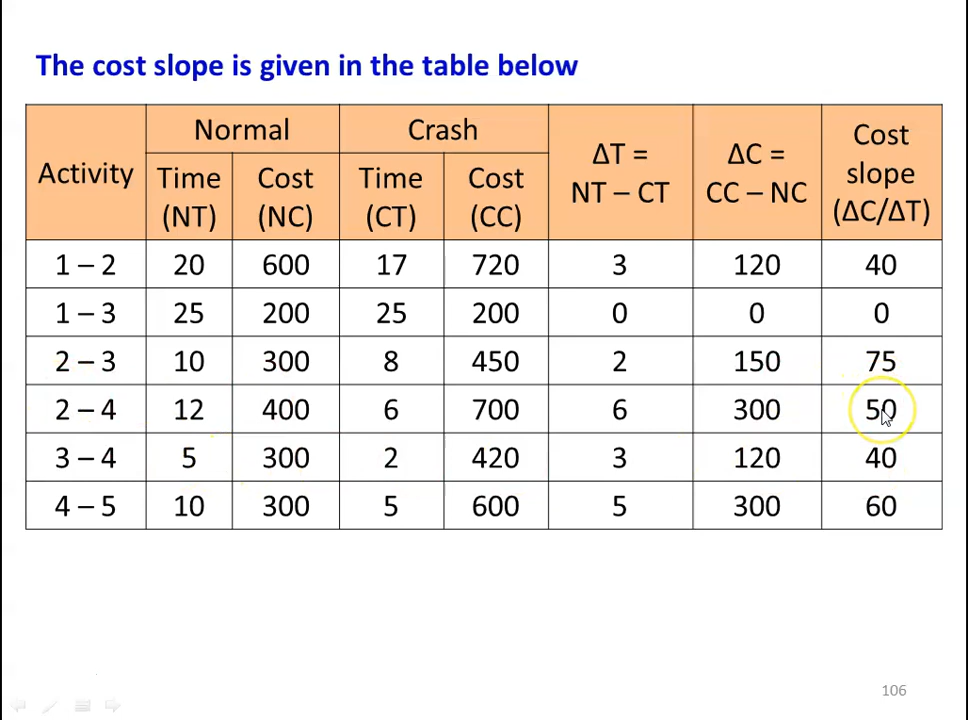 The cost slope is given in the table below
Activity Normal Crash ΔT = NT – CT ΔC = CC – NC Cost slope (ΔC/ΔT)
Time (NT) Cost (NC) Time (CT) Cost (CC)
1 – 2 20 600 17 720 3 120 40
1 – 3 25 200 25 200 0 0 0
2 – 3 10 300 8 450 2 150 75
2 – 4 12 400 6 700 6 300 50
3 – 4 5 300 2 420 3 120 40
4 – 5 10 300 5 600 5 300 60
106